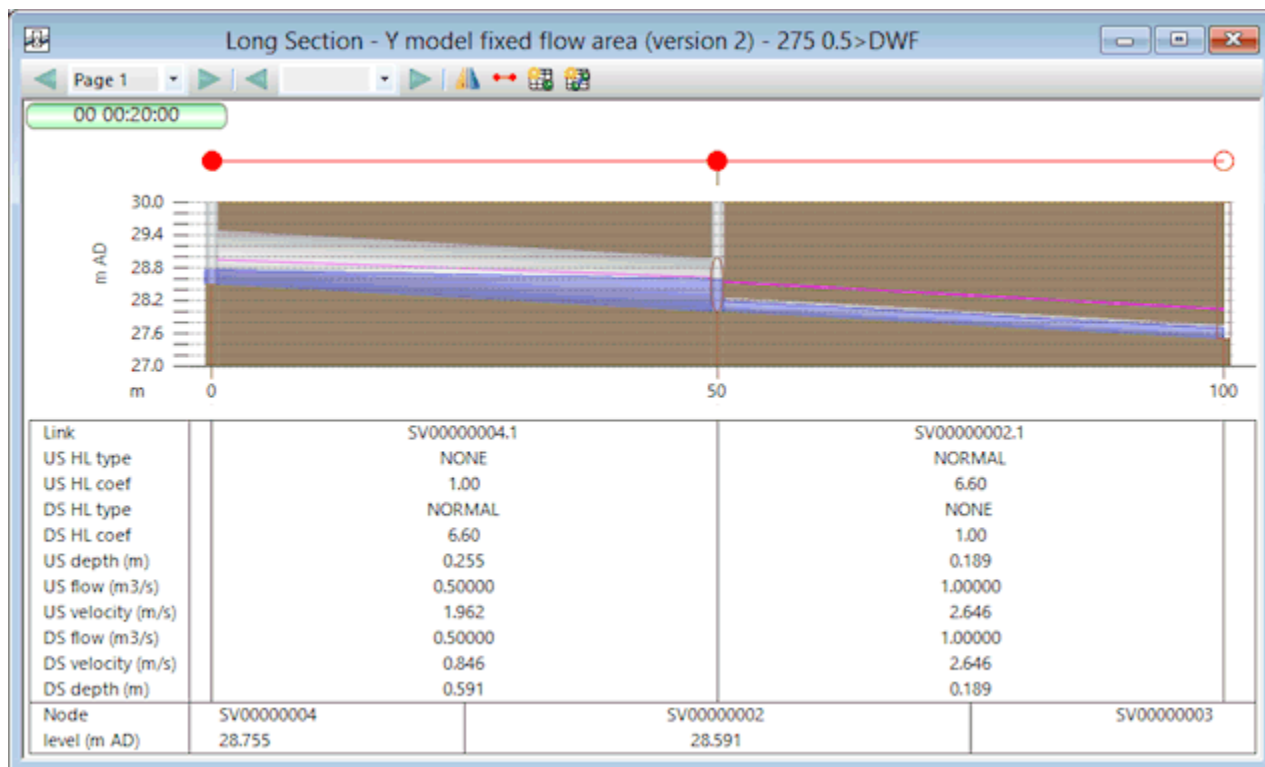 Long Section - Y model fixed flow area (version 2) - 275 0.5>DWF
Page 1
00 00:20:00
30.0
29.4
28.8
28.2
27.6
27.0
m AD
m 0 50 100
Link SV00000004.1 SV00000002.1
US HL type NONE NORMAL
US HL coef 1.00 6.60
DS HL type NORMAL NONE
DS HL coef 6.60 1.00
US depth (m) 0.255 0.189
US flow (m3/s) 0.50000 1.00000
US velocity (m/s) 1.962 2.646
DS flow (m3/s) 0.50000 1.00000
DS velocity (m/s) 0.846 2.646
DS depth (m) 0.591 0.189
Node SV00000004 SV00000002 SV00000003
level (m AD) 28.755 28.591